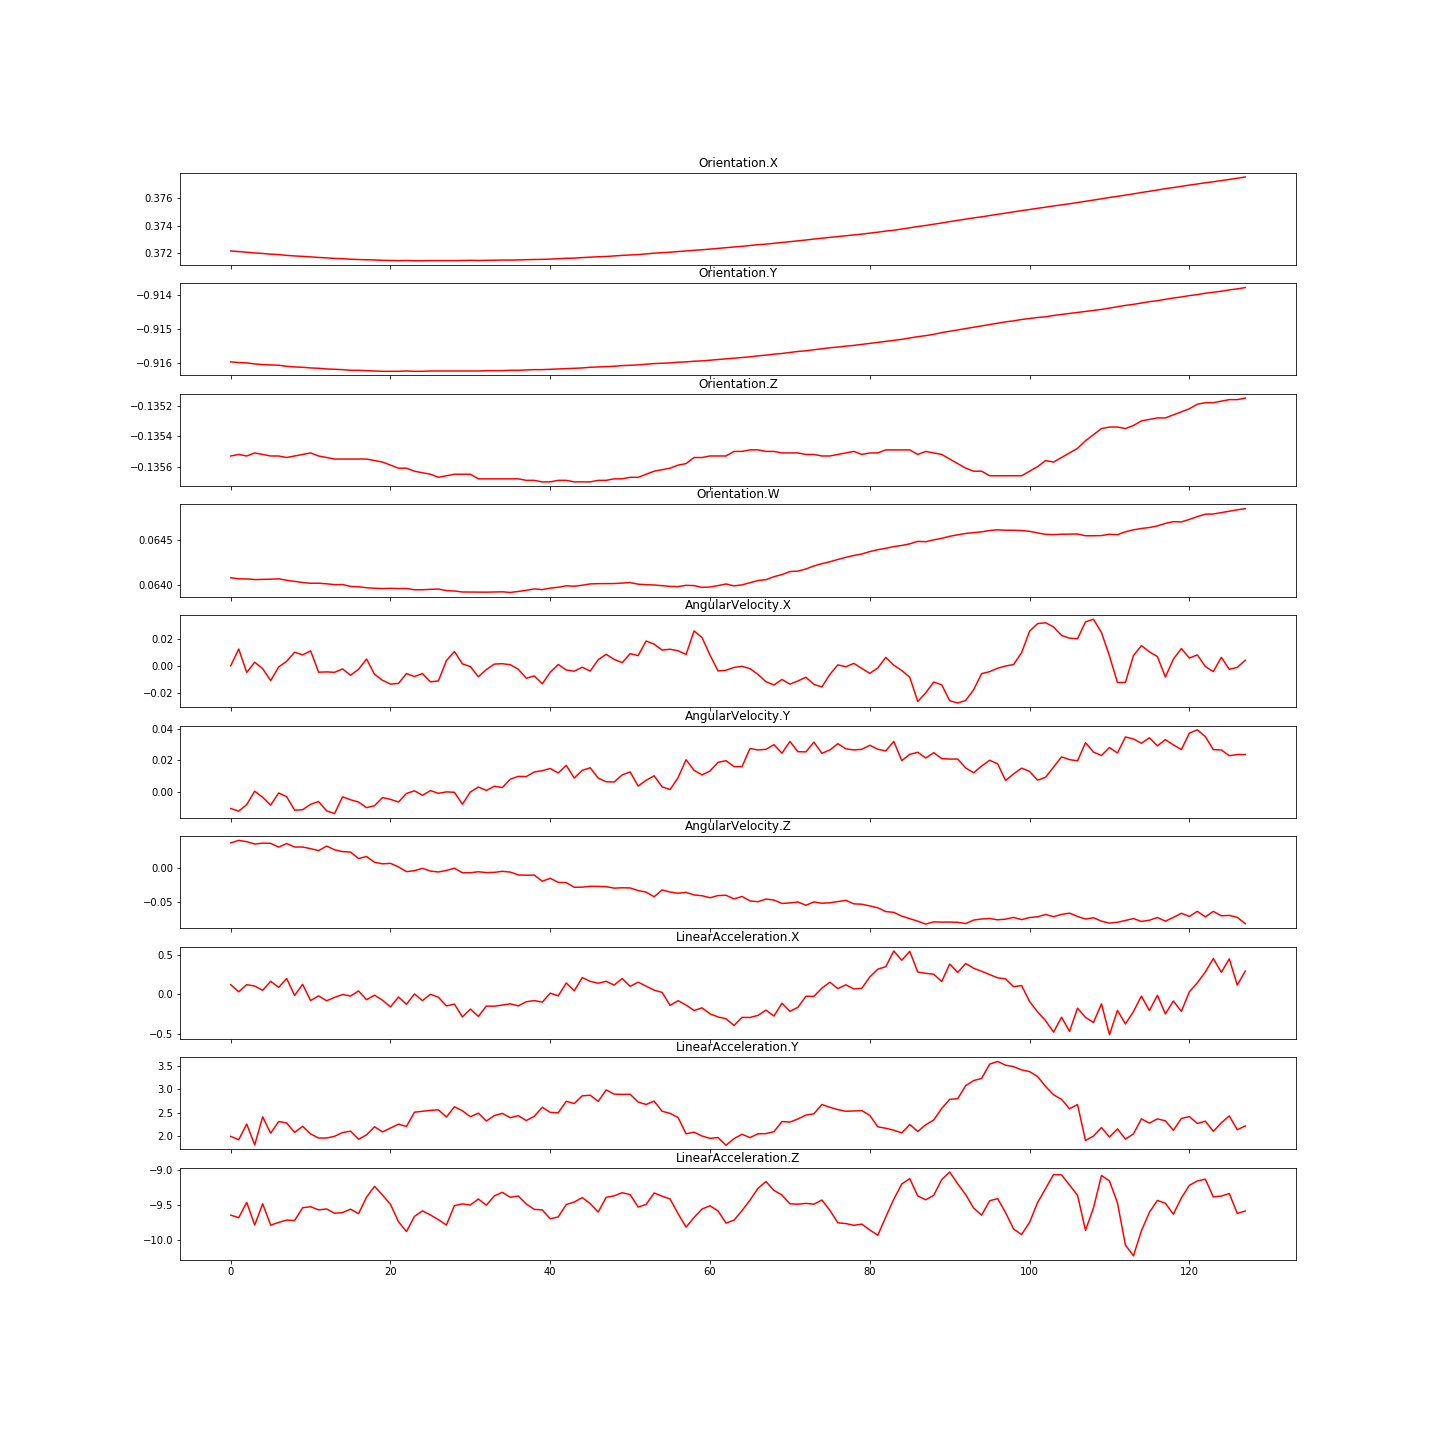 Orientation.X
0.376
0.374
0.372
Orientation.Y
−0.914
−0.915
−0.916
Orientation.Z
−0.1352
−0.1354
−0.1356
Orientation.W
0.0645
0.0640
AngularVelocity.X
0.02
0.00
−0.02
AngularVelocity.Y
0.04
0.02
0.00
AngularVelocity.Z
0.00
−0.05
LinearAcceleration.X
0.5
0.0
−0.5
LinearAcceleration.Y
3.5
3.0
2.5
2.0
LinearAcceleration.Z
−9.0
−9.5
−10.0
0 20 40 60 80 100 120